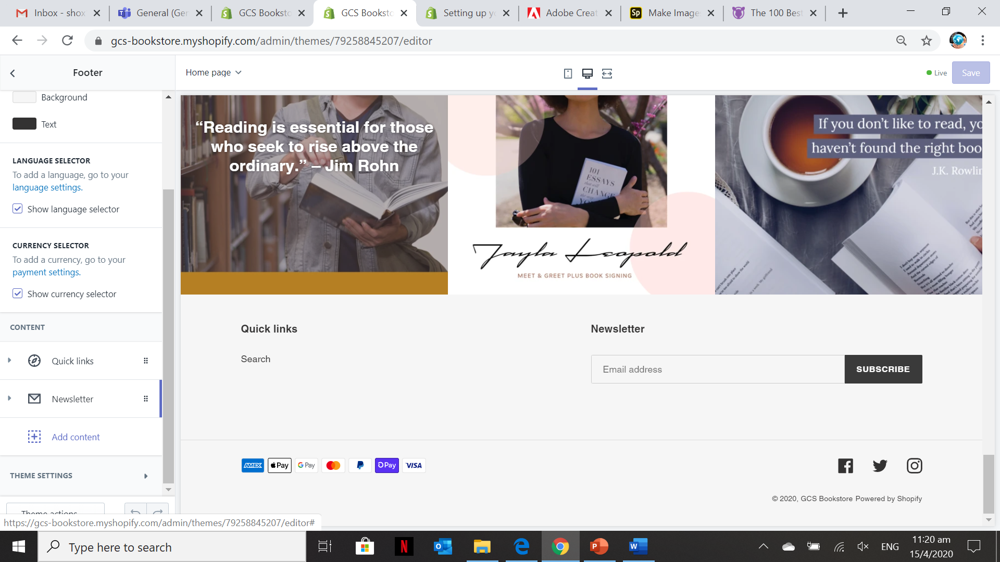 Inbox - shox
General (Ger
GCS Booksto
GCS Booksto
Setting up yo
Adobe Creat
Sp
Make Image
The 100 Best
gcs-bookstore.myshopify.com/admin/themes/79258845207/editor
Footer
Home page
Live
Save
Background
Text
LANGUAGE SELECTOR
To add a language, go to your
language settings.
Show language selector
CURRENCY SELECTOR
To add a currency, go to your
payment settings.
Show currency selector
CONTENT
Quick links
Newsletter
Add content
THEME SETTINGS
Theme actions
https://gcs-bookstore.myshopify.com/admin/themes/79258845207/editor#
“Reading is essential for those
who seek to rise above the
ordinary.” – Jim Rohn
101
ESSAYS
that will
CHANGE
Jayla Leopold
MEET & GREET PLUS BOOK SIGNING
If you don’t like to read, yo
haven’t found the right boo
J.K. Rowlin
Quick links
Search
Newsletter
Email address
SUBSCRIBE
AMEX
Pay
G Pay
Pay
VISA
© 2020, GCS Bookstore Powered by Shopify
Type here to search
ENG
11:20 am
15/4/2020